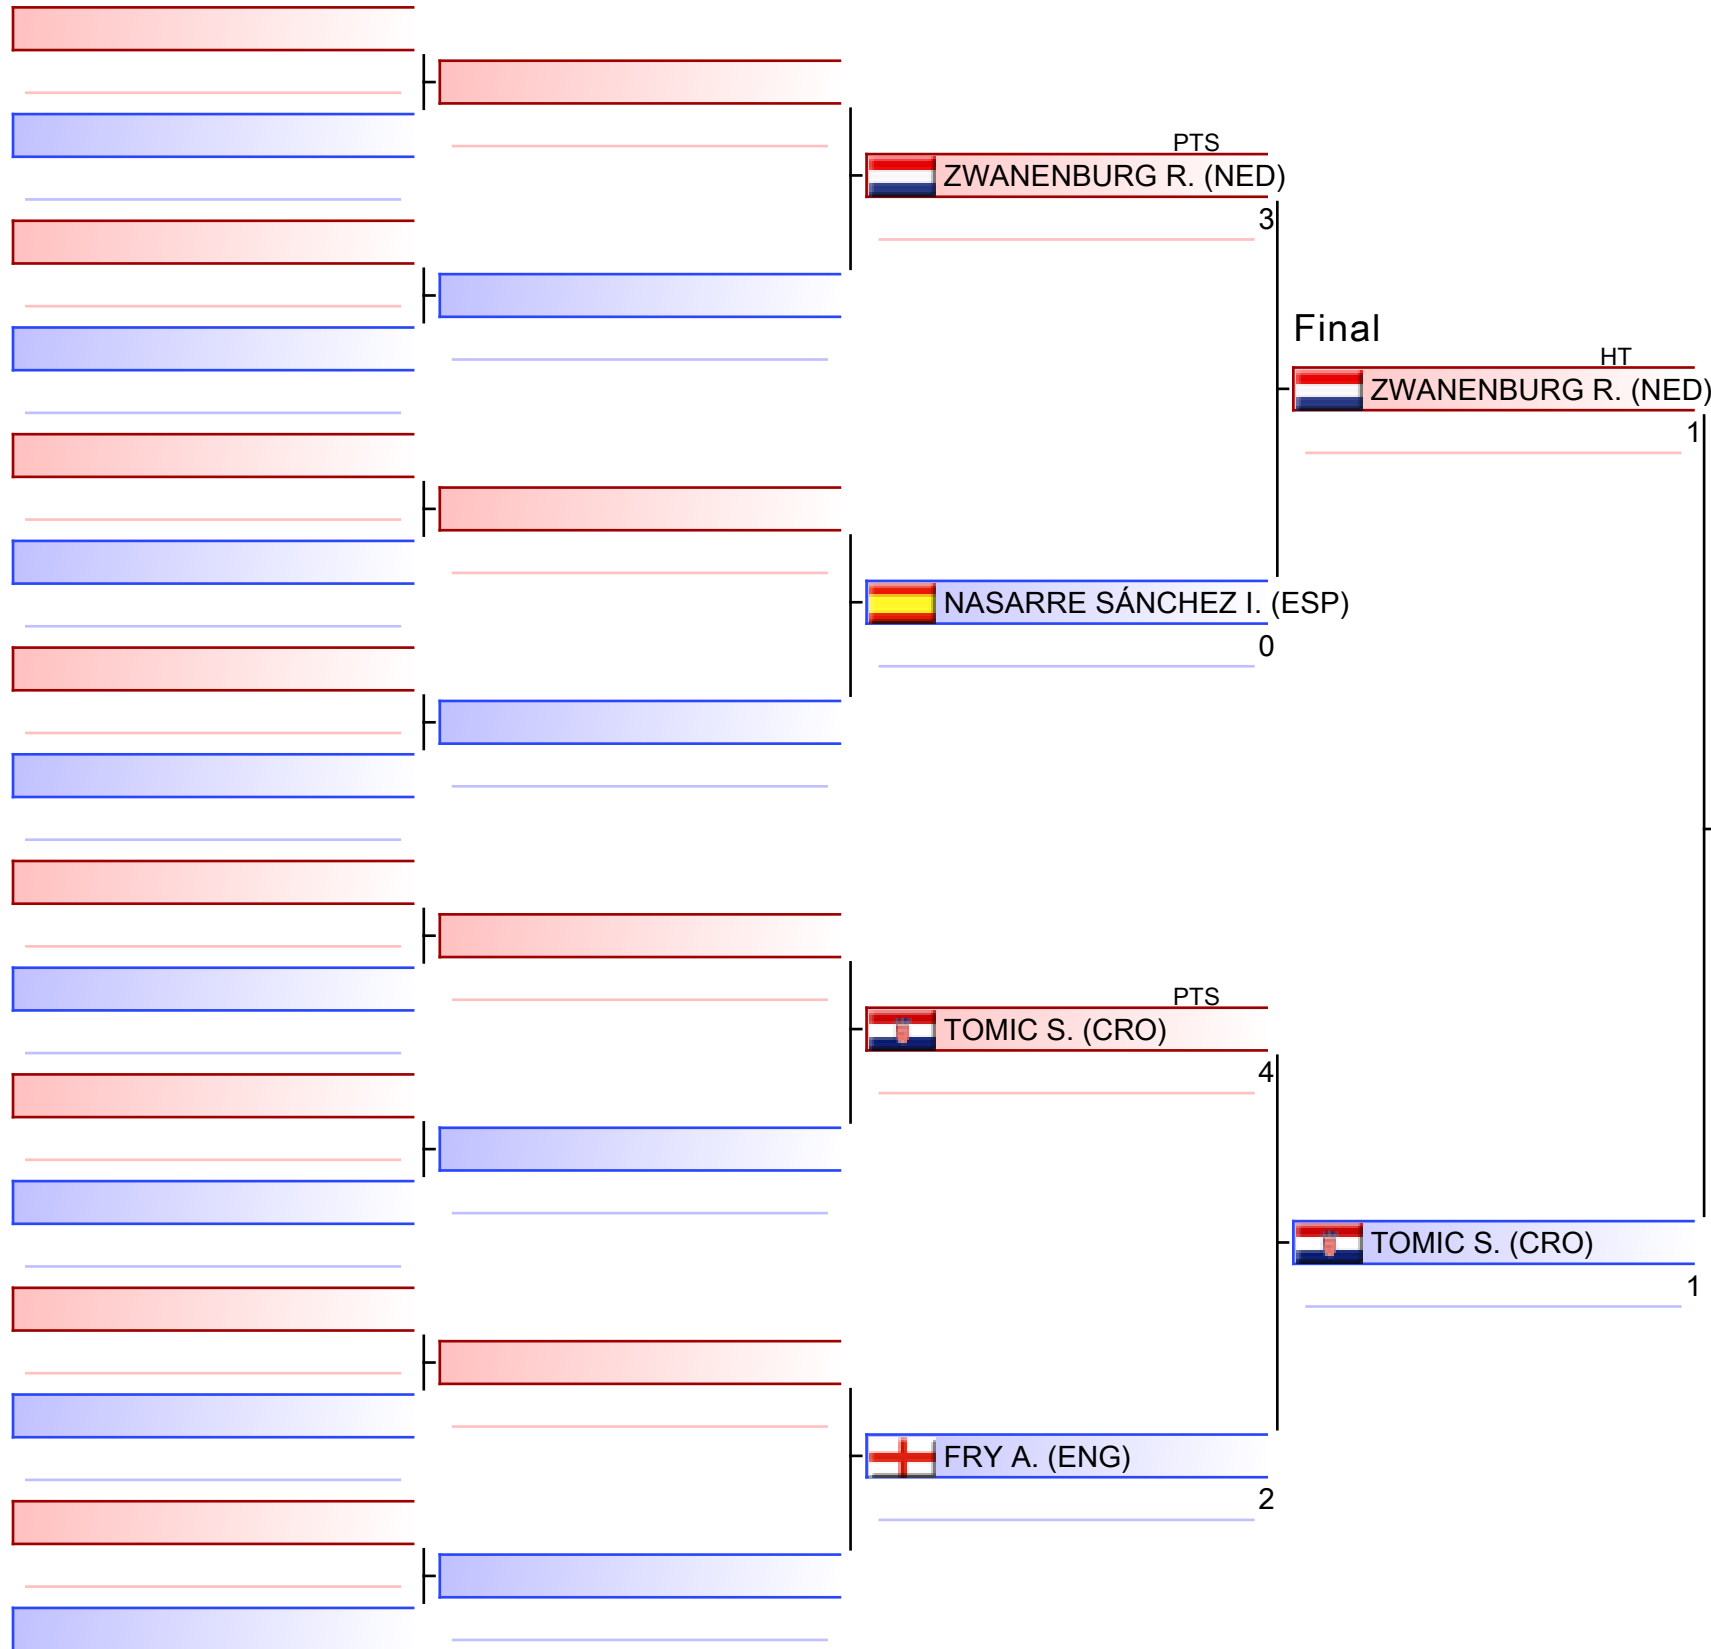 PTS
ZWANENBURG R. (NED)
3
Final
HT
ZWANENBURG R. (NED)
1
NASARRE SÁNCHEZ I. (ESP)
0
PTS
TOMIC S. (CRO)
4
TOMIC S. (CRO)
1
FRY A. (ENG)
2